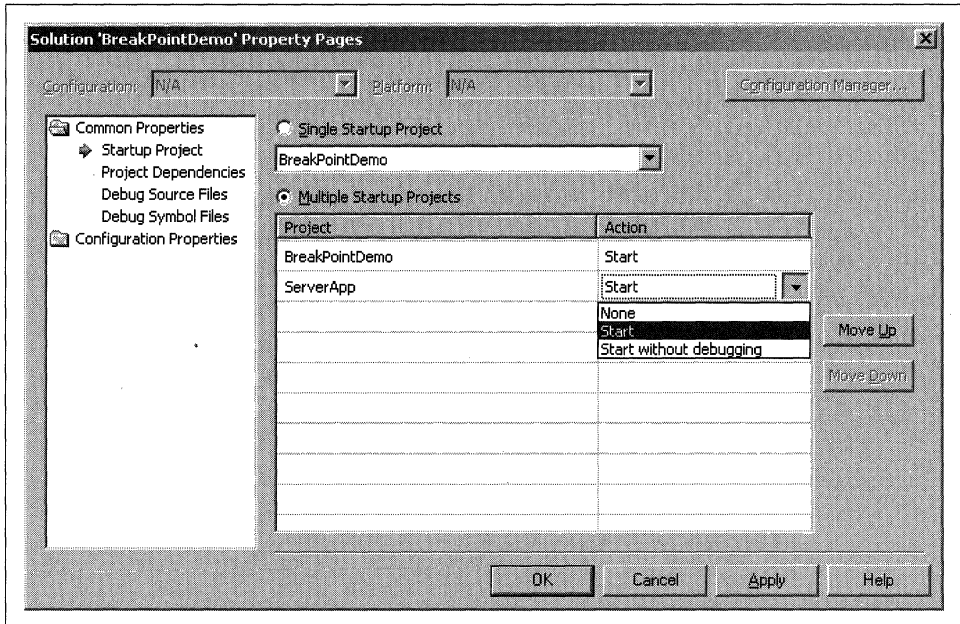 Solution 'BreakPointDemo' Property Pages
Configuration: N/A Platform: N/A Configuration Manager...
Common Properties
Startup Project
Project Dependencies
Debug Source Files
Debug Symbol Files
Configuration Properties
Single Startup Project
BreakPointDemo
Multiple Startup Projects
Project Action
BreakPointDemo Start
ServerApp Start
None
Start
Start without debugging
Move Up
Move Down
OK Cancel Apply Help